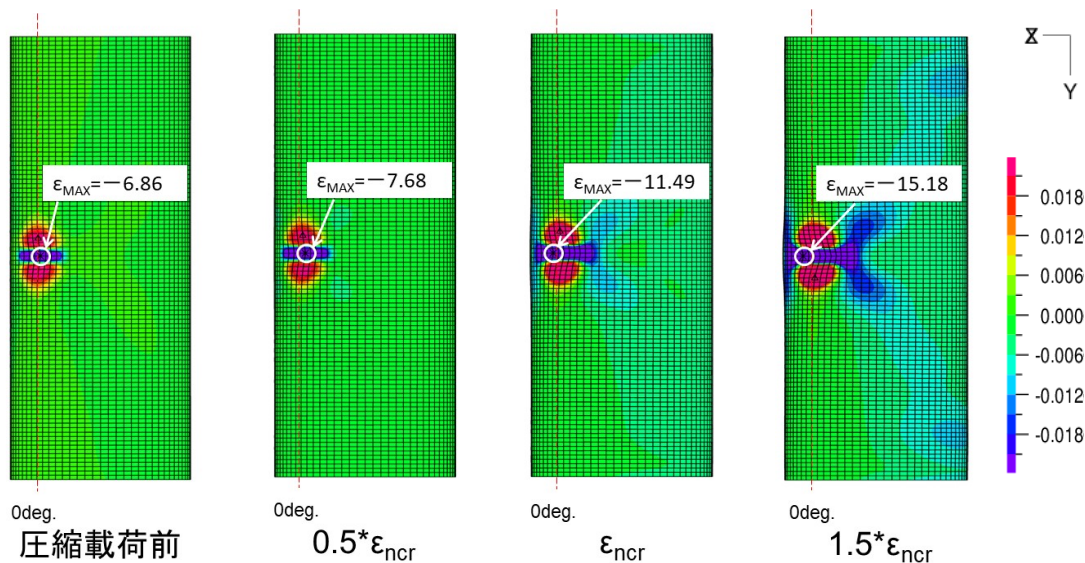 X
Y
εMAX=－6.86
εMAX=－7.68
εMAX=－11.49
εMAX=－15.18
0.018
0.012
0.006
0.000
-0.006
-0.012
-0.018
0deg.
0deg.
0deg.
0deg.
圧縮載荷前
0.5*εncr
εncr
1.5*εncr